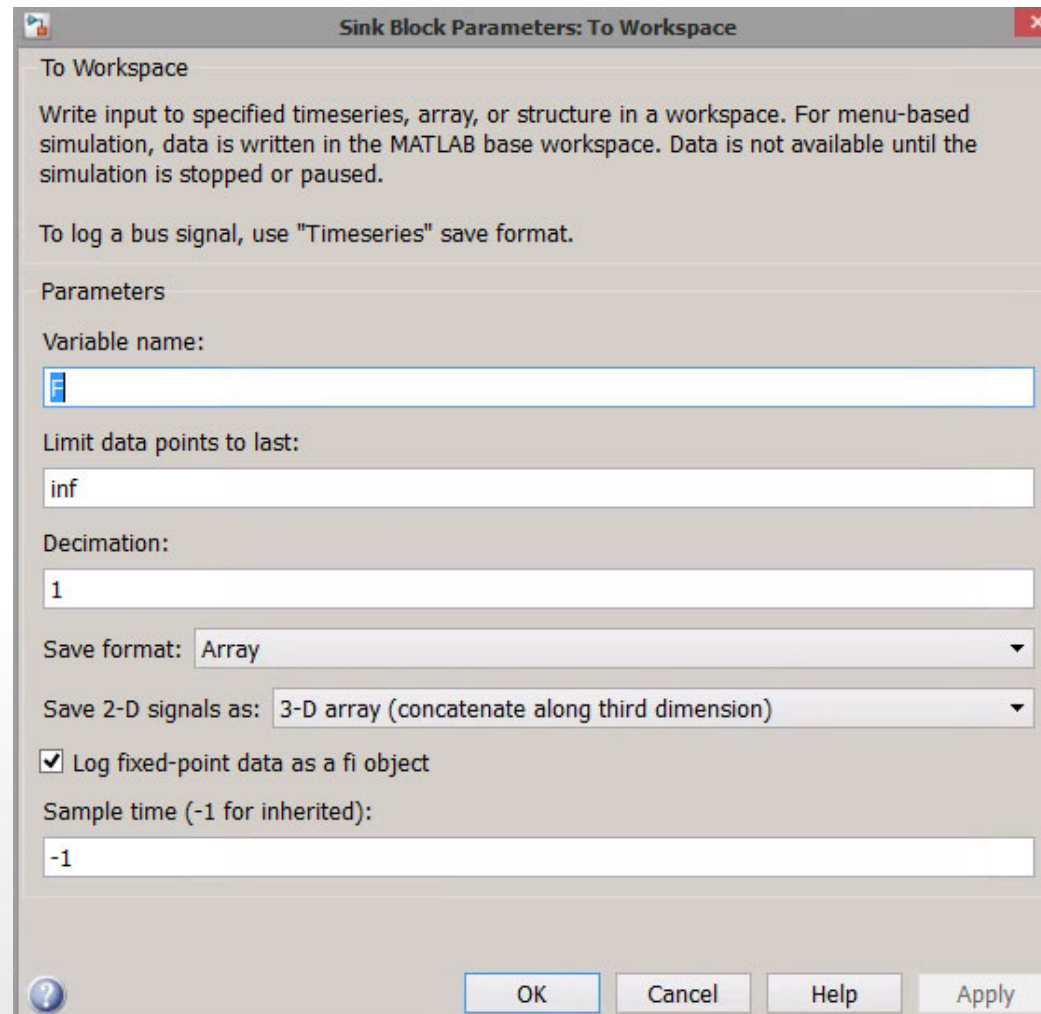 Sink Block Parameters: To Workspace
To Workspace
Write input to specified timeseries, array, or structure in a workspace. For menu-based
simulation, data is written in the MATLAB base workspace. Data is not available until the
simulation is stopped or paused.
To log a bus signal, use "Timeseries" save format.
Parameters
Variable name:
F
Limit data points to last:
inf
Decimation:
1
Save format: Array
Save 2-D signals as: 3-D array (concatenate along third dimension)
Log fixed-point data as a fi object
Sample time (-1 for inherited):
-1
OK Cancel Help Apply